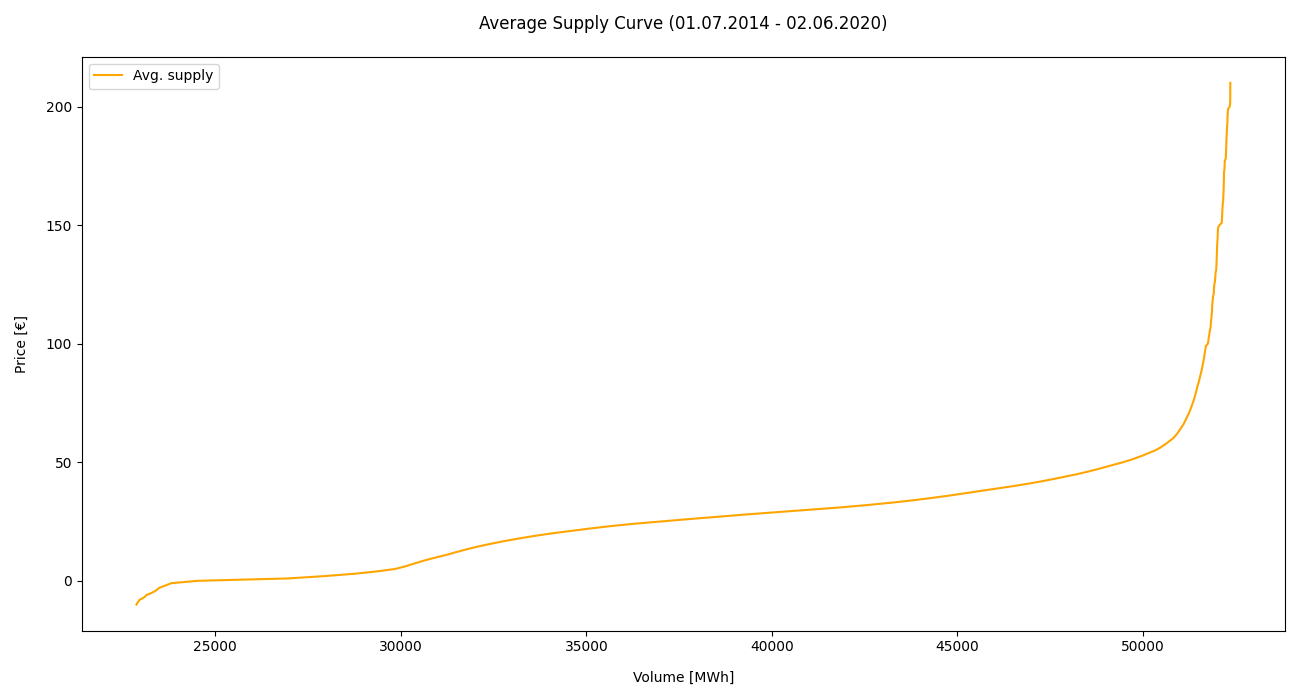 Average Supply Curve (01.07.2014 - 02.06.2020)
Avg. supply
Price [€]
200
150
100
50
0
25000 30000 35000 40000 45000 50000
Volume [MWh]